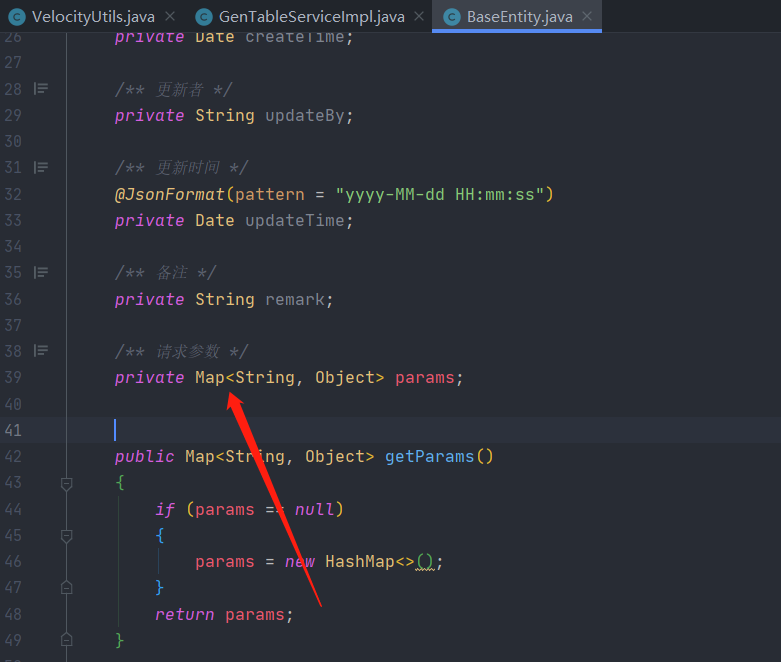 VelocityUtils.java GenTableServiceImpl.java BaseEntity.java
26 private Date createTime;
27
28 /** 更新者 */
29 private String updateBy;
30
31 /** 更新时间 */
32 @JsonFormat(pattern = "yyyy-MM-dd HH:mm:ss")
33 private Date updateTime;
34
35 /** 备注 */
36 private String remark;
37
38 /** 请求参数 */
39 private Map<String, Object> params;
40
41
42 public Map<String, Object> getParams()
43 {
44 if (params == null)
45 {
46 params = new HashMap<>();
47 }
48 return params;
49 }